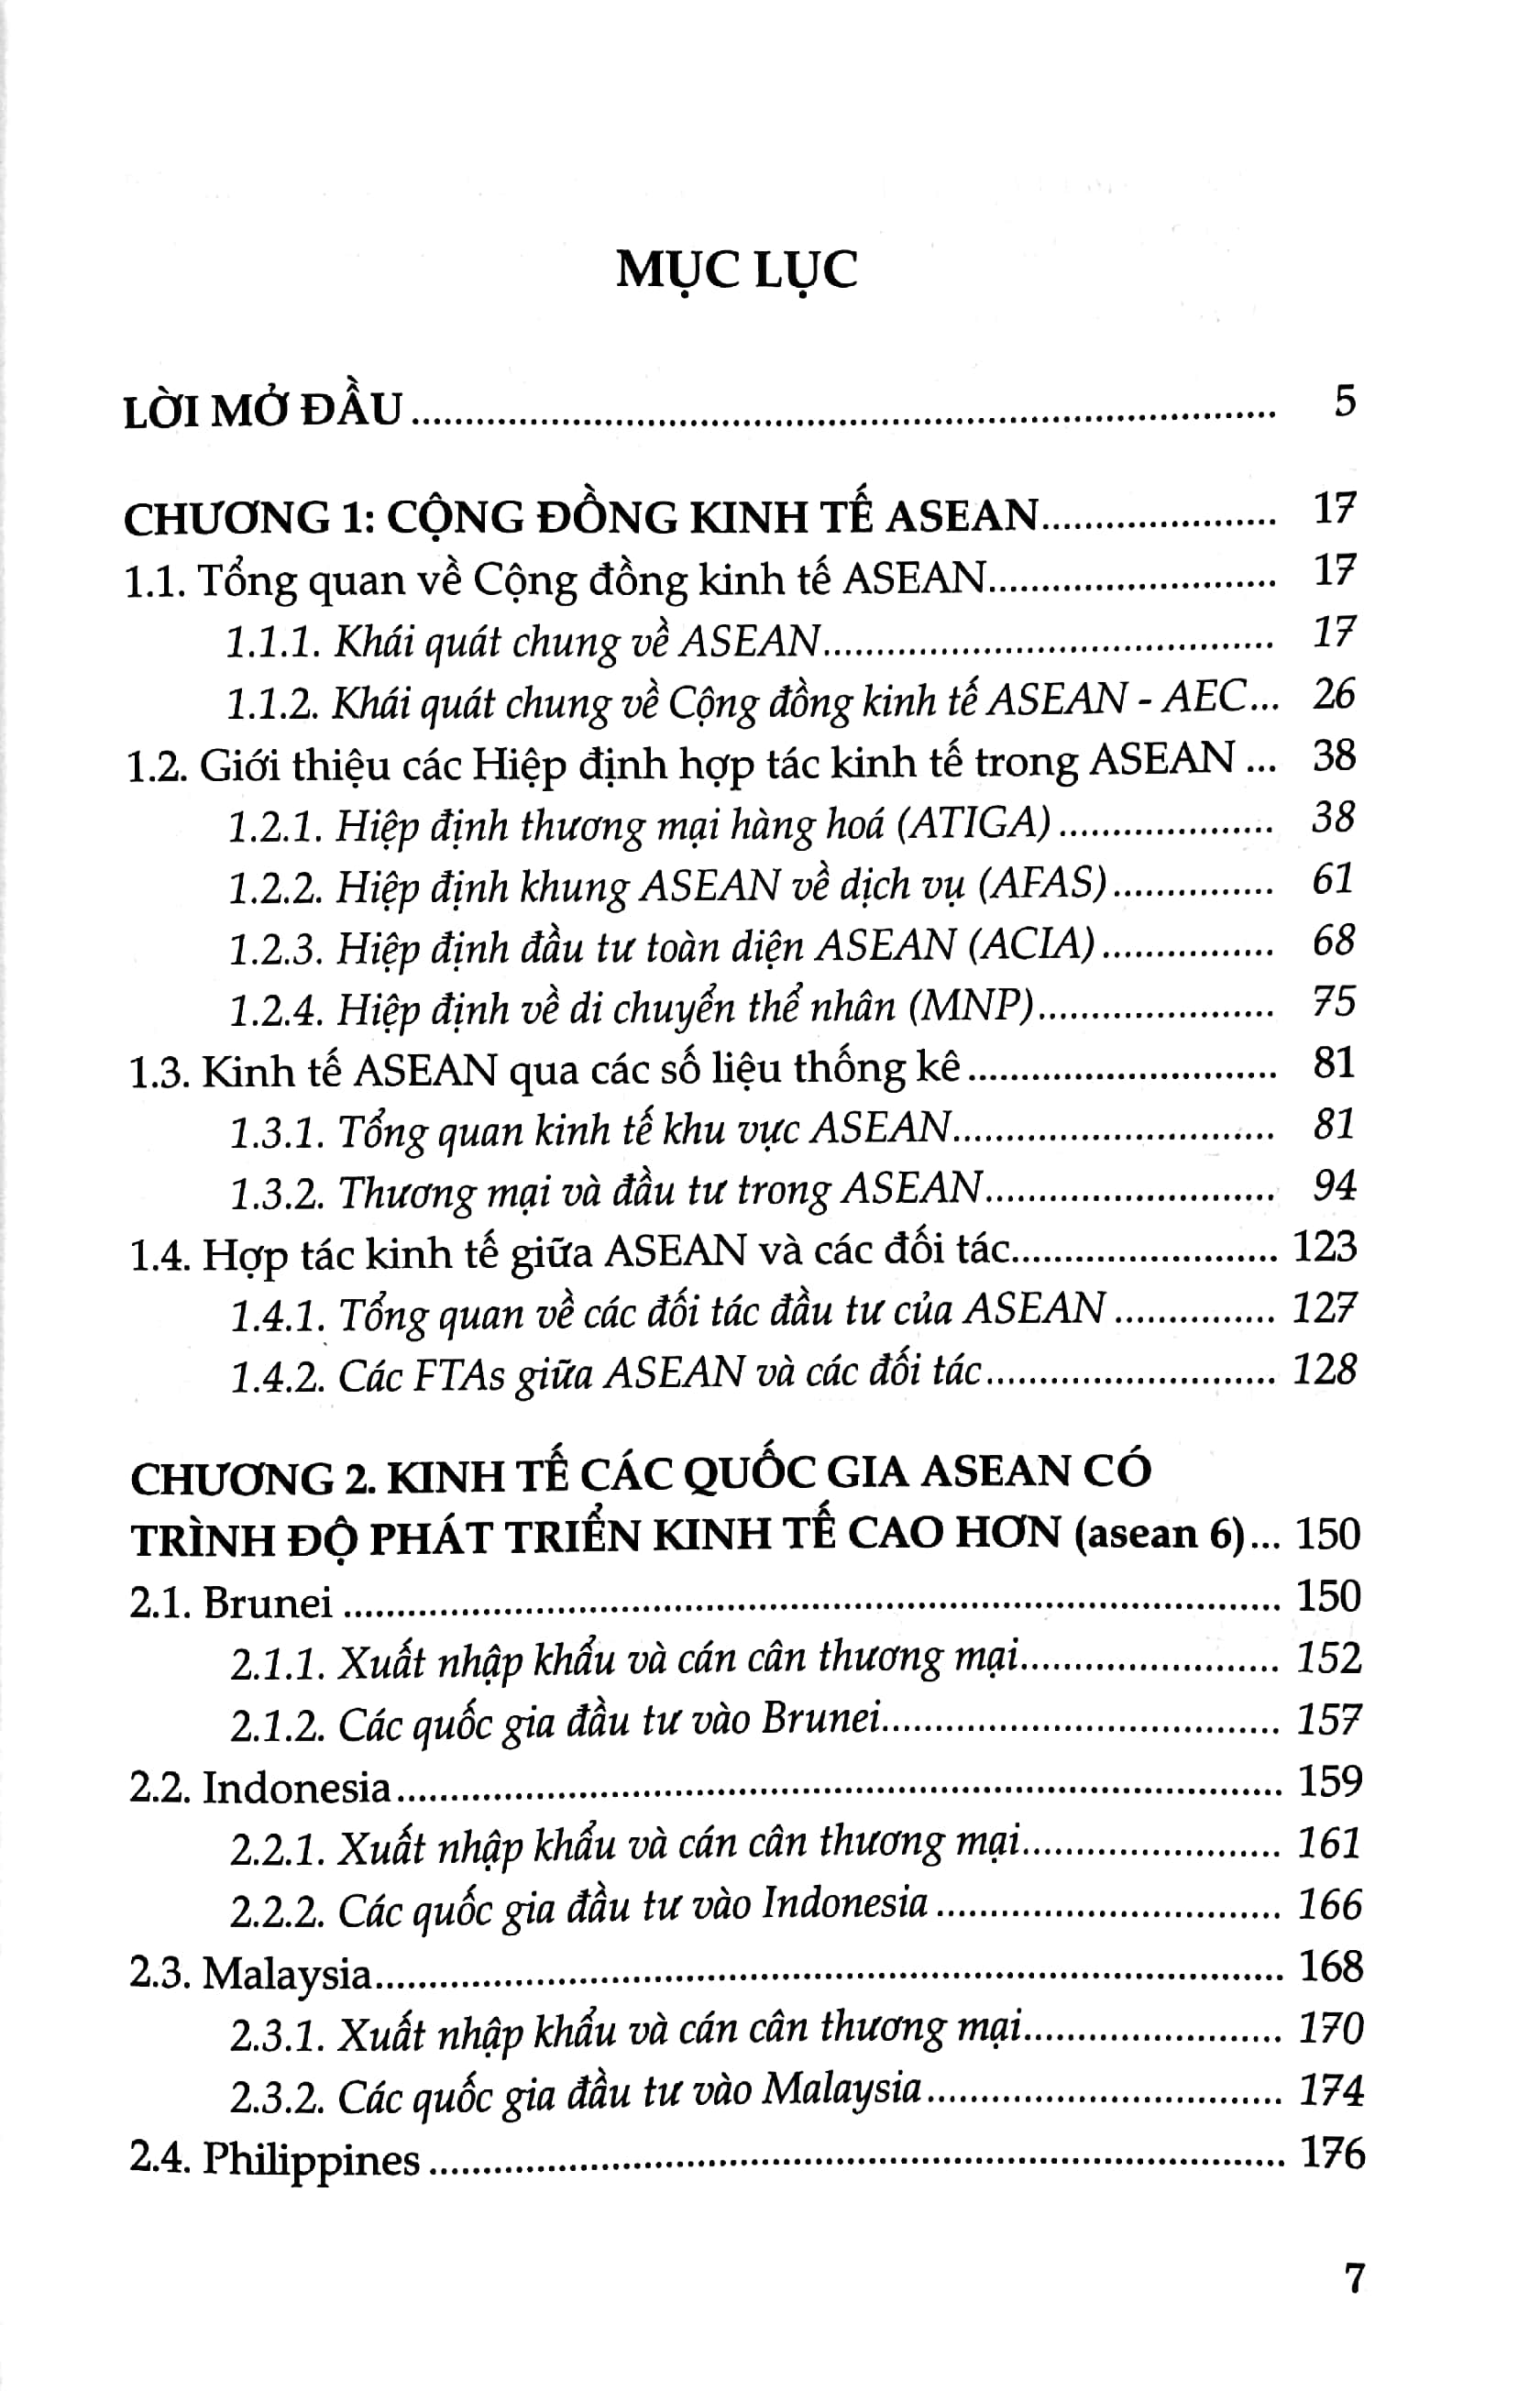 MỤC LỤC
LỜI MỞ ĐẦU........................................ 5
CHƯƠNG 1: CỘNG ĐỒNG KINH TẾ ASEAN...................... 17
1.1. Tổng quan về Cộng đồng kinh tế ASEAN........................... 17
1.1.1. Khái quát chung về ASEAN........................................... 17
1.1.2. Khái quát chung về Cộng đồng kinh tế ASEAN - AEC... 26
1.2. Giới thiệu các Hiệp định hợp tác kinh tế trong ASEAN ... 38
1.2.1. Hiệp định thương mại hàng hoá (ATIGA) .................... 38
1.2.2. Hiệp định khung ASEAN về dịch vụ (AFAS)............... 61
1.2.3. Hiệp định đầu tư toàn diện ASEAN (ACIA)................ 68
1.2.4. Hiệp định về di chuyển thể nhân (MNP)...................... 75
1.3. Kinh tế ASEAN qua các số liệu thống kê............................. 81
1.3.1. Tổng quan kinh tế khu vực ASEAN.............................. 81
1.3.2. Thương mại và đầu tư trong ASEAN........................... 94
1.4. Hợp tác kinh tế giữa ASEAN và các đối tác......................... 123
1.4.1. Tổng quan về các đối tác đầu tư của ASEAN ............... 127
1.4.2. Các FTAs giữa ASEAN và các đối tác........................... 128
CHƯƠNG 2. KINH TẾ CÁC QUỐC GIA ASEAN CÓ
TRÌNH ĐỘ PHÁT TRIỂN KINH TẾ CAO HƠN (asean 6)... 150
2.1. Brunei ........................................ 150
2.1.1. Xuất nhập khẩu và cán cân thương mại........................ 152
2.1.2. Các quốc gia đầu tư vào Brunei..................................... 157
2.2. Indonesia........................................ 159
2.2.1. Xuất nhập khẩu và cán cân thương mại........................ 161
2.2.2. Các quốc gia đầu tư vào Indonesia ................................ 166
2.3. Malaysia........................................ 168
2.3.1. Xuất nhập khẩu và cán cân thương mại........................ 170
2.3.2. Các quốc gia đầu tư vào Malaysia................................. 174
2.4. Philippines ........................................ 176
7